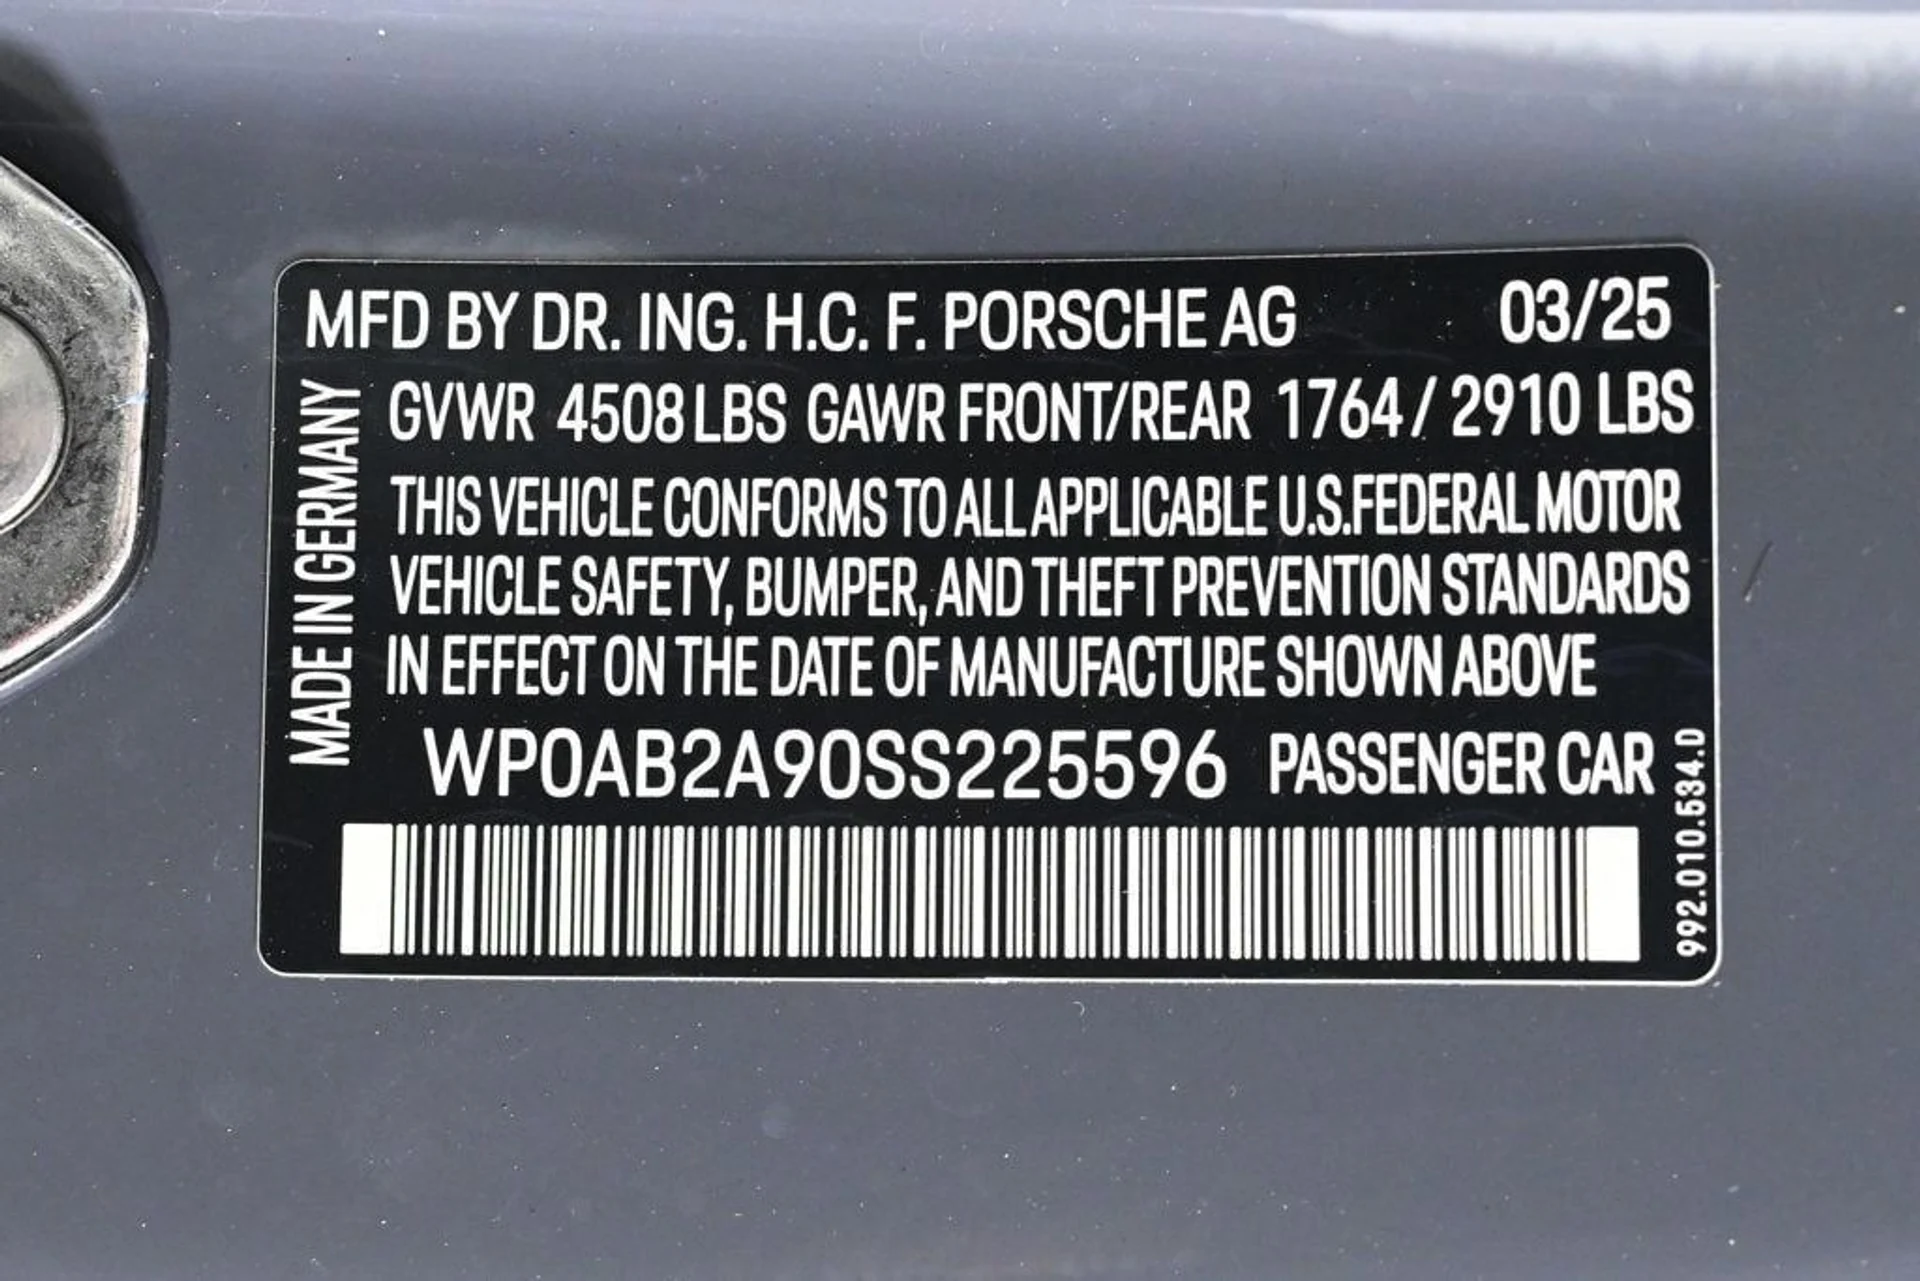 MFD BY DR. ING. H.C. F. PORSCHE AG 03/25
GVWR 4508 LBS GAWR FRONT/REAR 1764 / 2910 LBS
THIS VEHICLE CONFORMS TO ALL APPLICABLE U.S.FEDERAL MOTOR
VEHICLE SAFETY, BUMPER, AND THEFT PREVENTION STANDARDS
IN EFFECT ON THE DATE OF MANUFACTURE SHOWN ABOVE
WP0AB2A90SS225596 PASSENGER CAR
MADE IN GERMANY
992.010.534.D